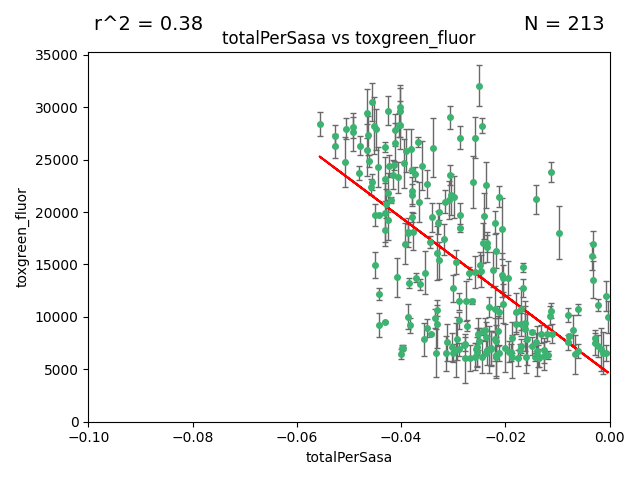 r^2 = 0.38 N = 213
totalPerSasa vs toxgreen_fluor
35000
30000
25000
20000
15000
10000
5000
0
toxgreen_fluor
−0.10 −0.08 −0.06 −0.04 −0.02 0.00
totalPerSasa